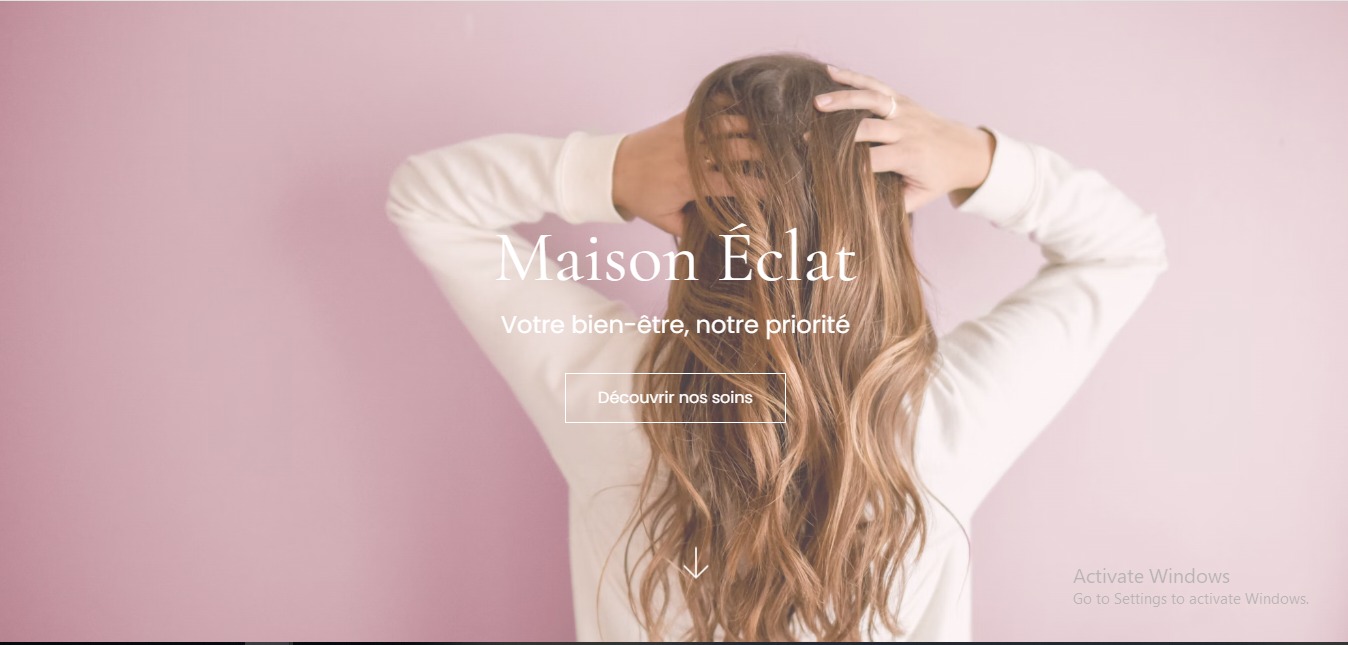 Maison Éclat
Votre bien-être, notre priorité
Découvrir nos soins
Activate Windows
Go to Settings to activate Windows.